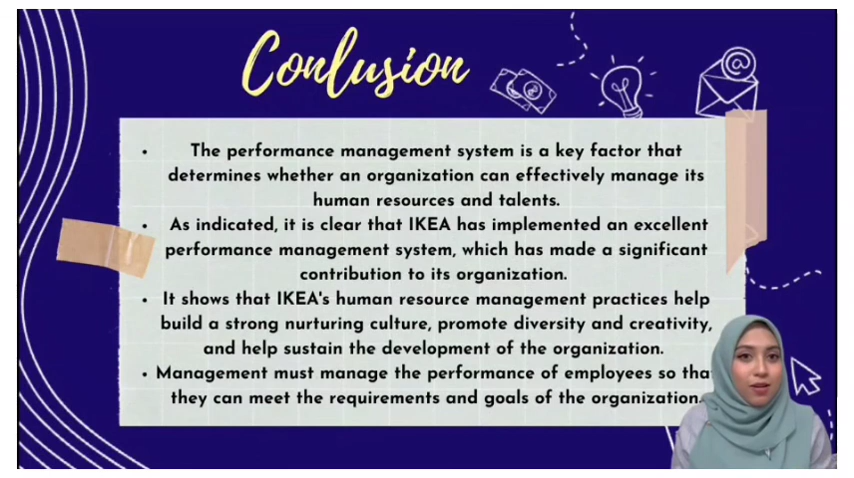 Conlusion
• The performance management system is a key factor that
determines whether an organization can effectively manage its
human resources and talents.
• As indicated, it is clear that IKEA has implemented an excellent
performance management system, which has made a significant
contribution to its organization.
• It shows that IKEA's human resource management practices help
build a strong nurturing culture, promote diversity and creativity,
and help sustain the development of the organization.
• Management must manage the performance of employees so tha
they can meet the requirements and goals of the organization.